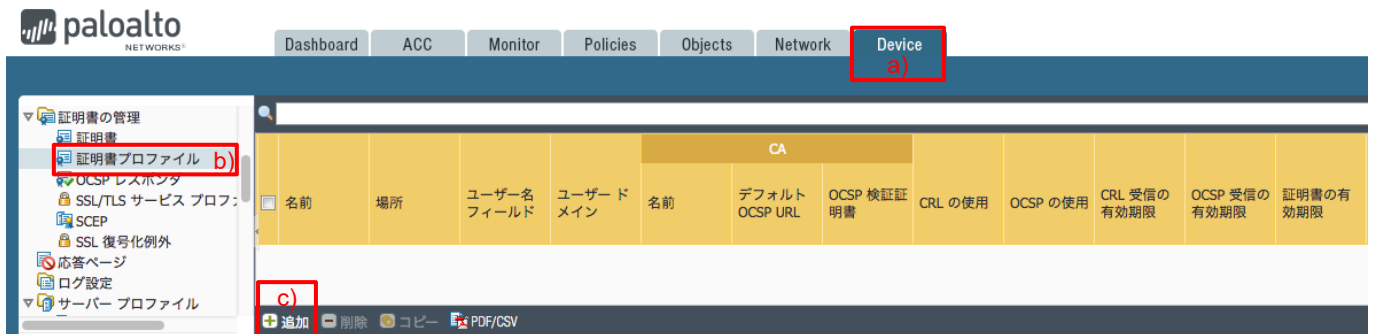 paloalto
NETWORKS®
Dashboard ACC Monitor Policies Objects Network Device
a)
証明書の管理
証明書
証明書プロファイル b)
OCSP レスポンダ
SSL/TLS サービス プロフ
SCEP
SSL 復号化例外
応答ページ
ログ設定
サーバー プロファイル
CA
名前 場所 ユーザー名 フィールド ユーザー ド メイン 名前 デフォルト OCSP URL OCSP 検証証 明書 CRL の使用 OCSP の使用 CRL 受信の 有効期限 OCSP 受信の 有効期限 証明書の有 効期限
c)
追加 削除 コピー PDF/CSV